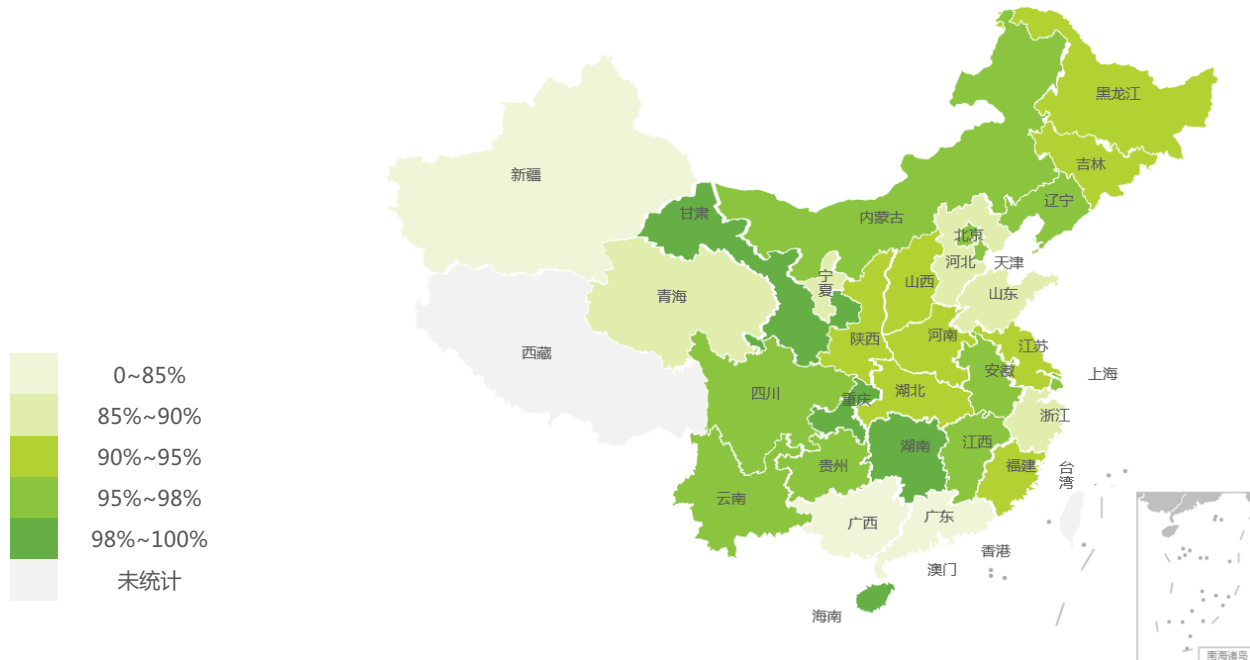 黑龙江
吉林
新疆
辽宁
甘肃
内蒙古
北京
天津
河北
宁夏
山西
山东
青海
河南
陕西
江苏
西藏
安徽
上海
四川
湖北
重庆
浙江
湖南
江西
贵州
福建
台湾
云南
广西
广东
香港
澳门
海南
南海诸岛
0~85%
85%~90%
90%~95%
95%~98%
98%~100%
未统计